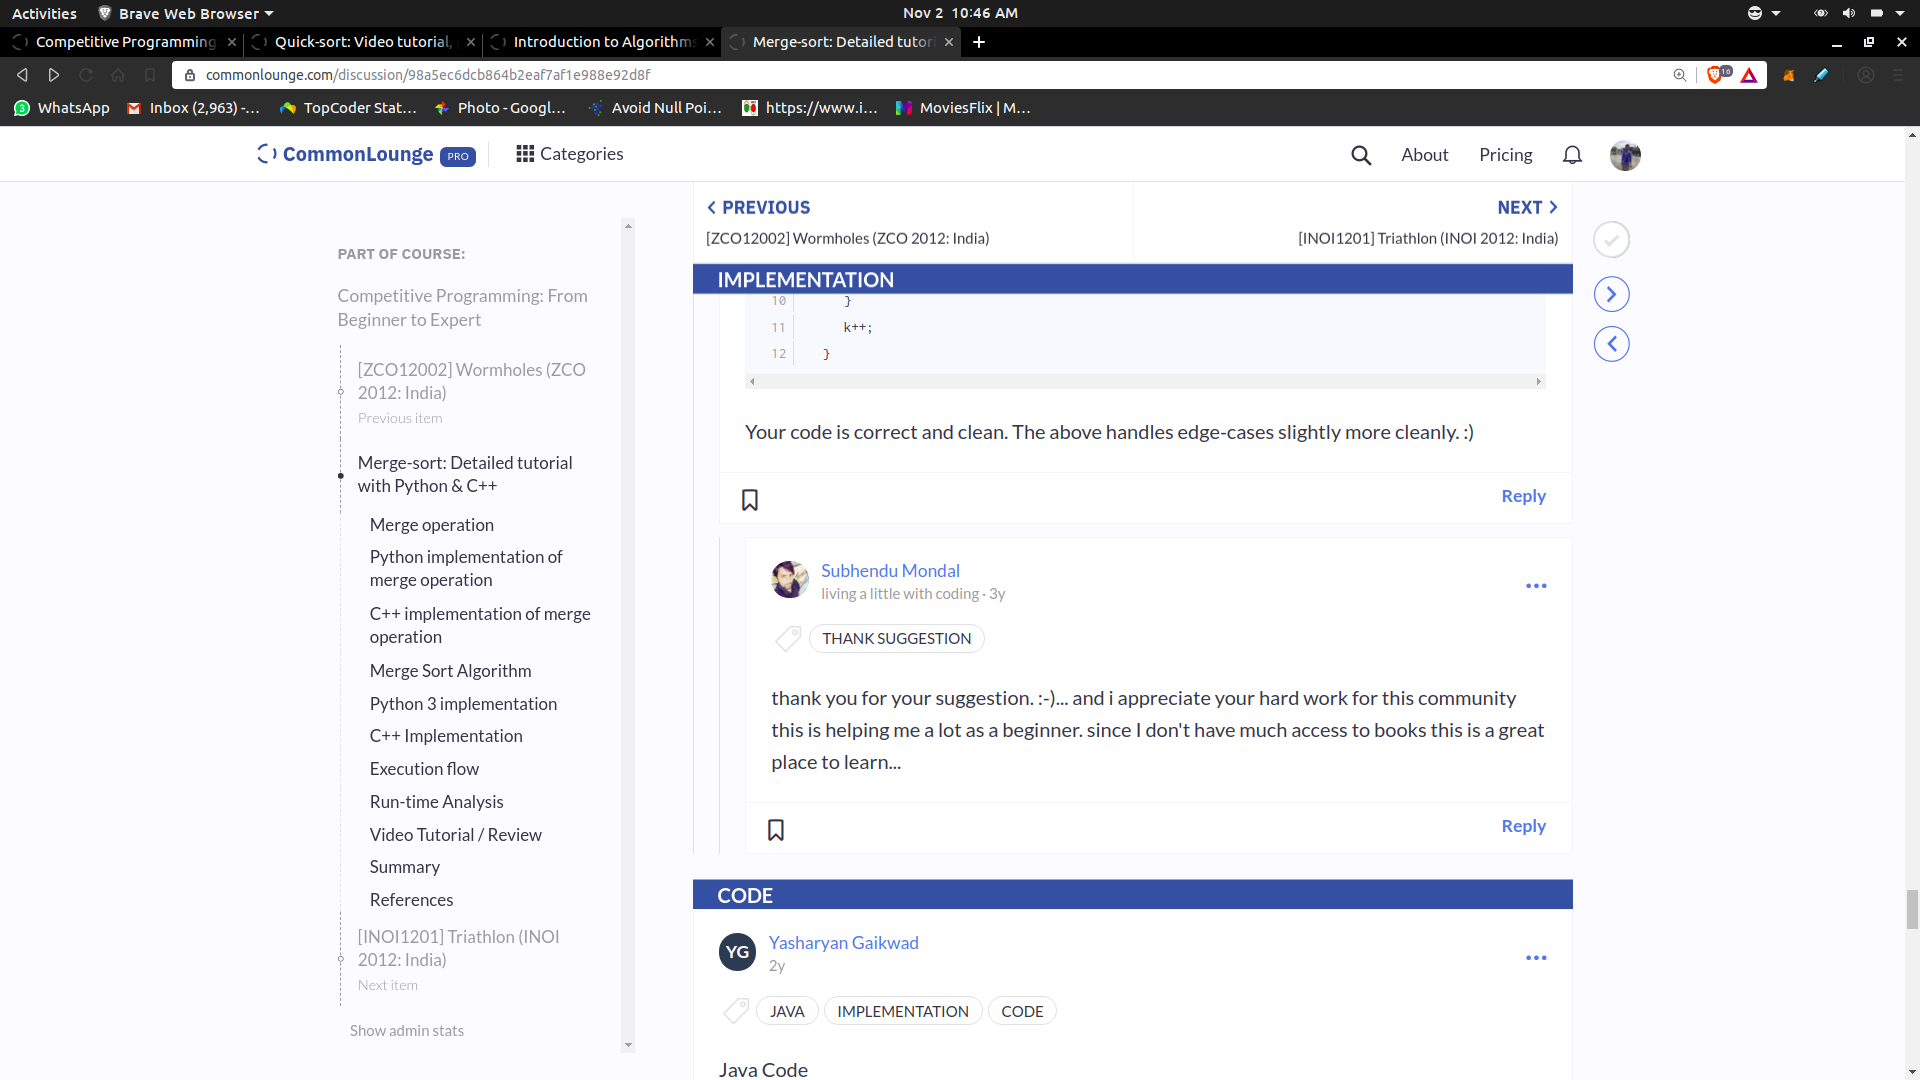 Activities
Brave Web Browser
Nov 2 10:46 AM
Competitive Programming
Quick-sort: Video tutorial,
Introduction to Algorithms
Merge-sort: Detailed tutori
commonlounge.com/discussion/98a5ec6dcb864b2eaf7af1e988e92d8f
16
3 WhatsApp
Inbox (2,963) -...
TopCoder Stat...
Photo - Googl...
Avoid Null Poi...
https://www.i...
MoviesFlix | M...
CommonLounge PRO
Categories
About
Pricing
PREVIOUS
[ZCO12002] Wormholes (ZCO 2012: India)
NEXT
[INOI1201] Triathlon (INOI 2012: India)
PART OF COURSE:
Competitive Programming: From
Beginner to Expert
[ZCO12002] Wormholes (ZCO
2012: India)
Previous item
Merge-sort: Detailed tutorial
with Python & C++
Merge operation
Python implementation of
merge operation
C++ implementation of merge
operation
Merge Sort Algorithm
Python 3 implementation
C++ Implementation
Execution flow
Run-time Analysis
Video Tutorial / Review
Summary
References
[INOI1201] Triathlon (INOI
2012: India)
Next item
Show admin stats
IMPLEMENTATION
10 }
11 k++;
12 }
Your code is correct and clean. The above handles edge-cases slightly more cleanly. :)
Reply
Subhendu Mondal
living a little with coding · 3y
THANK SUGGESTION
thank you for your suggestion. :-)... and i appreciate your hard work for this community
this is helping me a lot as a beginner. since I don't have much access to books this is a great
place to learn...
Reply
CODE
YG
Yasharyan Gaikwad
2y
JAVA
IMPLEMENTATION
CODE
Java Code